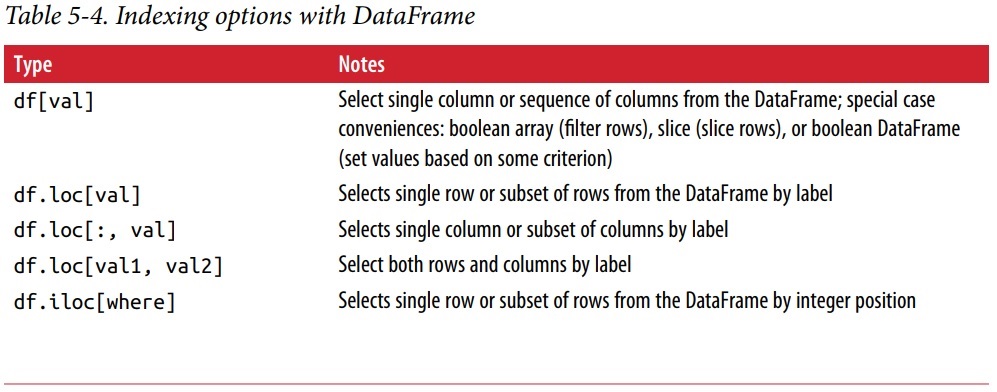 Table 5-4. Indexing options with DataFrame
Type Notes
df[val] Select single column or sequence of columns from the DataFrame; special case
conveniences: boolean array (filter rows), slice (slice rows), or boolean DataFrame
(set values based on some criterion)
df.loc[val] Selects single row or subset of rows from the DataFrame by label
df.loc[:, val] Selects single column or subset of columns by label
df.loc[val1, val2] Select both rows and columns by label
df.iloc[where] Selects single row or subset of rows from the DataFrame by integer position